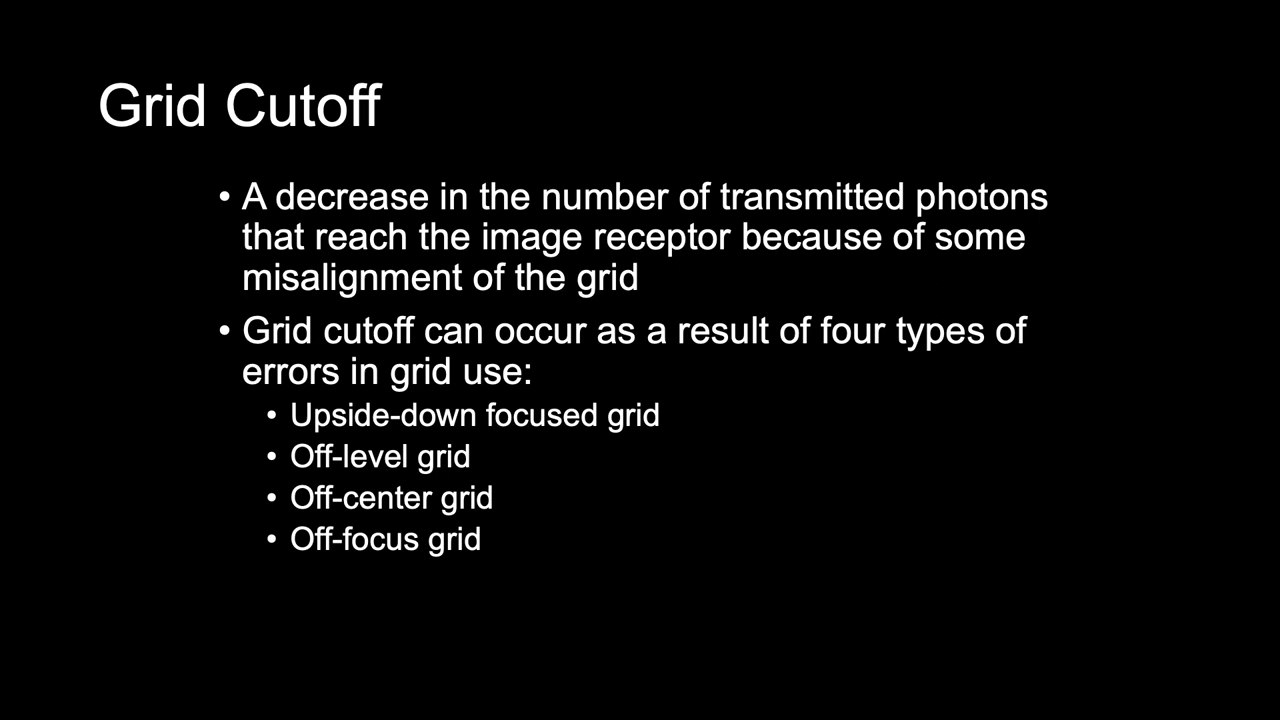 Grid Cutoff
• A decrease in the number of transmitted photons
that reach the image receptor because of some
misalignment of the grid
• Grid cutoff can occur as a result of four types of
errors in grid use:
• Upside-down focused grid
• Off-level grid
• Off-center grid
• Off-focus grid